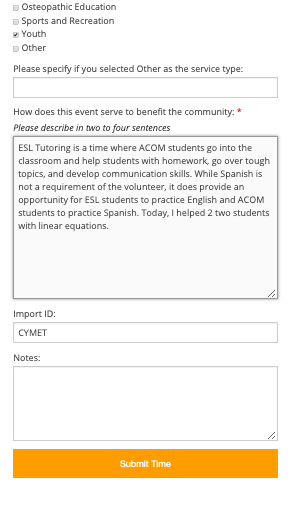 Osteopathic Education
Sports and Recreation
Youth
Other
Please specify if you selected Other as the service type:
How does this event serve to benefit the community: *
Please describe in two to four sentences
ESL Tutoring is a time where ACOM students go into the
classroom and help students with homework, go over tough
topics, and develop communication skills. While Spanish is
not a requirement of the volunteer, it does provide an
opportunity for ESL students to practice English and ACOM
students to practice Spanish. Today, I helped 2 two students
with linear equations.
Import ID:
CYMET
Notes:
Submit Time